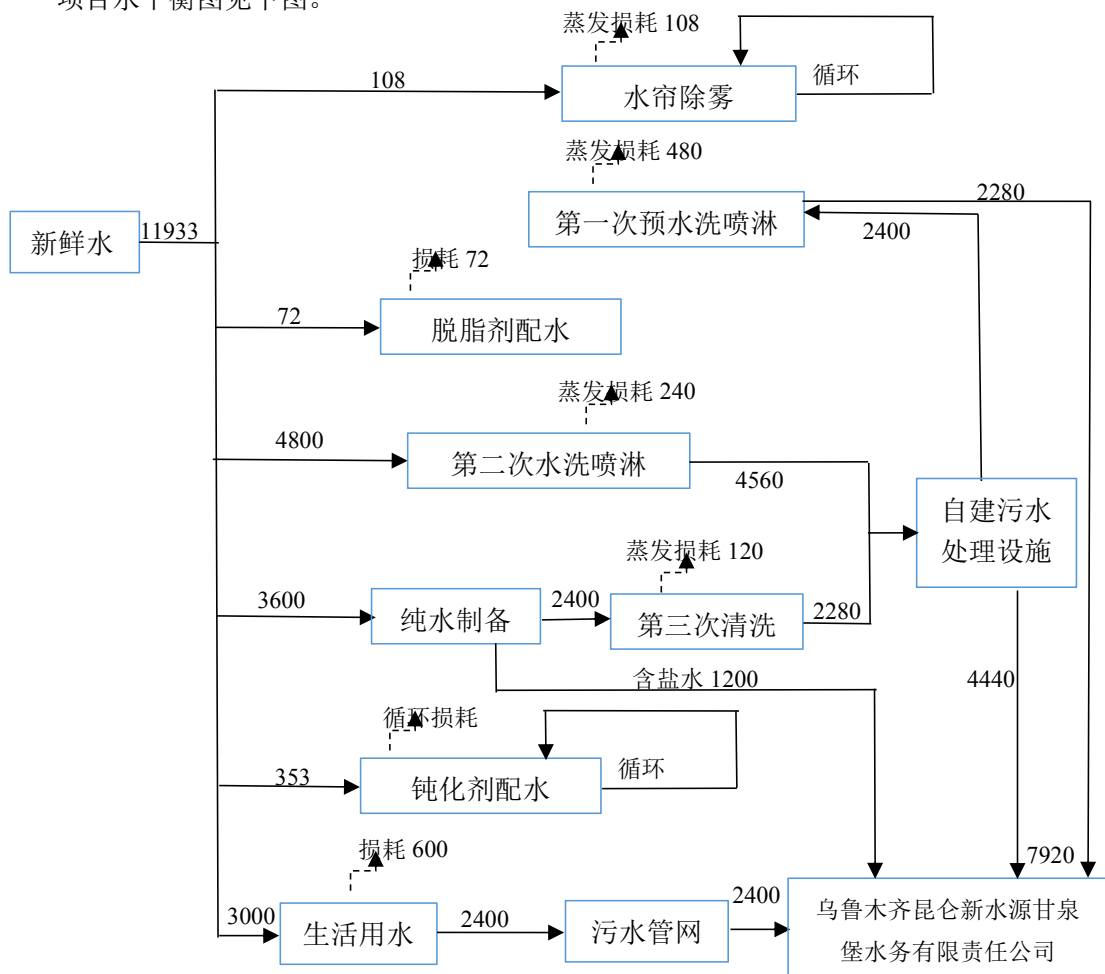 项目水平衡图见下图。
蒸发损耗 108
108
循环
水帘除雾
蒸发损耗 480
2280
新鲜水
11933
第一次预水洗喷淋
2400
损耗 72
72
脱脂剂配水
蒸发损耗 240
4800
第二次水洗喷淋
4560
自建污水
处理设施
蒸发损耗 120
3600
纯水制备
2400
第三次清洗
2280
含盐水 1200
4440
循环损耗
353
钝化剂配水
循环
损耗 600
7920
3000
生活用水
2400
污水管网
2400
乌鲁木齐昆仑新水源甘泉
堡水务有限责任公司